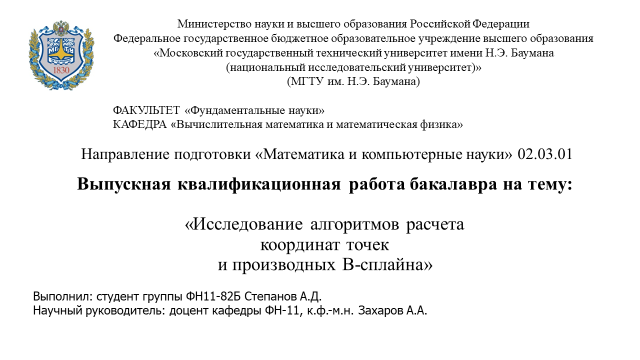 Министерство науки и высшего образования Российской Федерации
Федеральное государственное бюджетное образовательное учреждение высшего образования
«Московский государственный технический университет имени Н.Э. Баумана
(национальный исследовательский университет)»
(МГТУ им. Н.Э. Баумана)
1830
ФАКУЛЬТЕТ «Фундаментальные науки»
КАФЕДРА «Вычислительная математика и математическая физика»
Направление подготовки «Математика и компьютерные науки» 02.03.01
Выпускная квалификационная работа бакалавра на тему:
«Исследование алгоритмов расчета
координат точек
и производных В-сплайна»
Выполнил: студент группы ФН11-82Б Степанов А.Д.
Научный руководитель: доцент кафедры ФН-11, к.ф.-м.н. Захаров А.А.